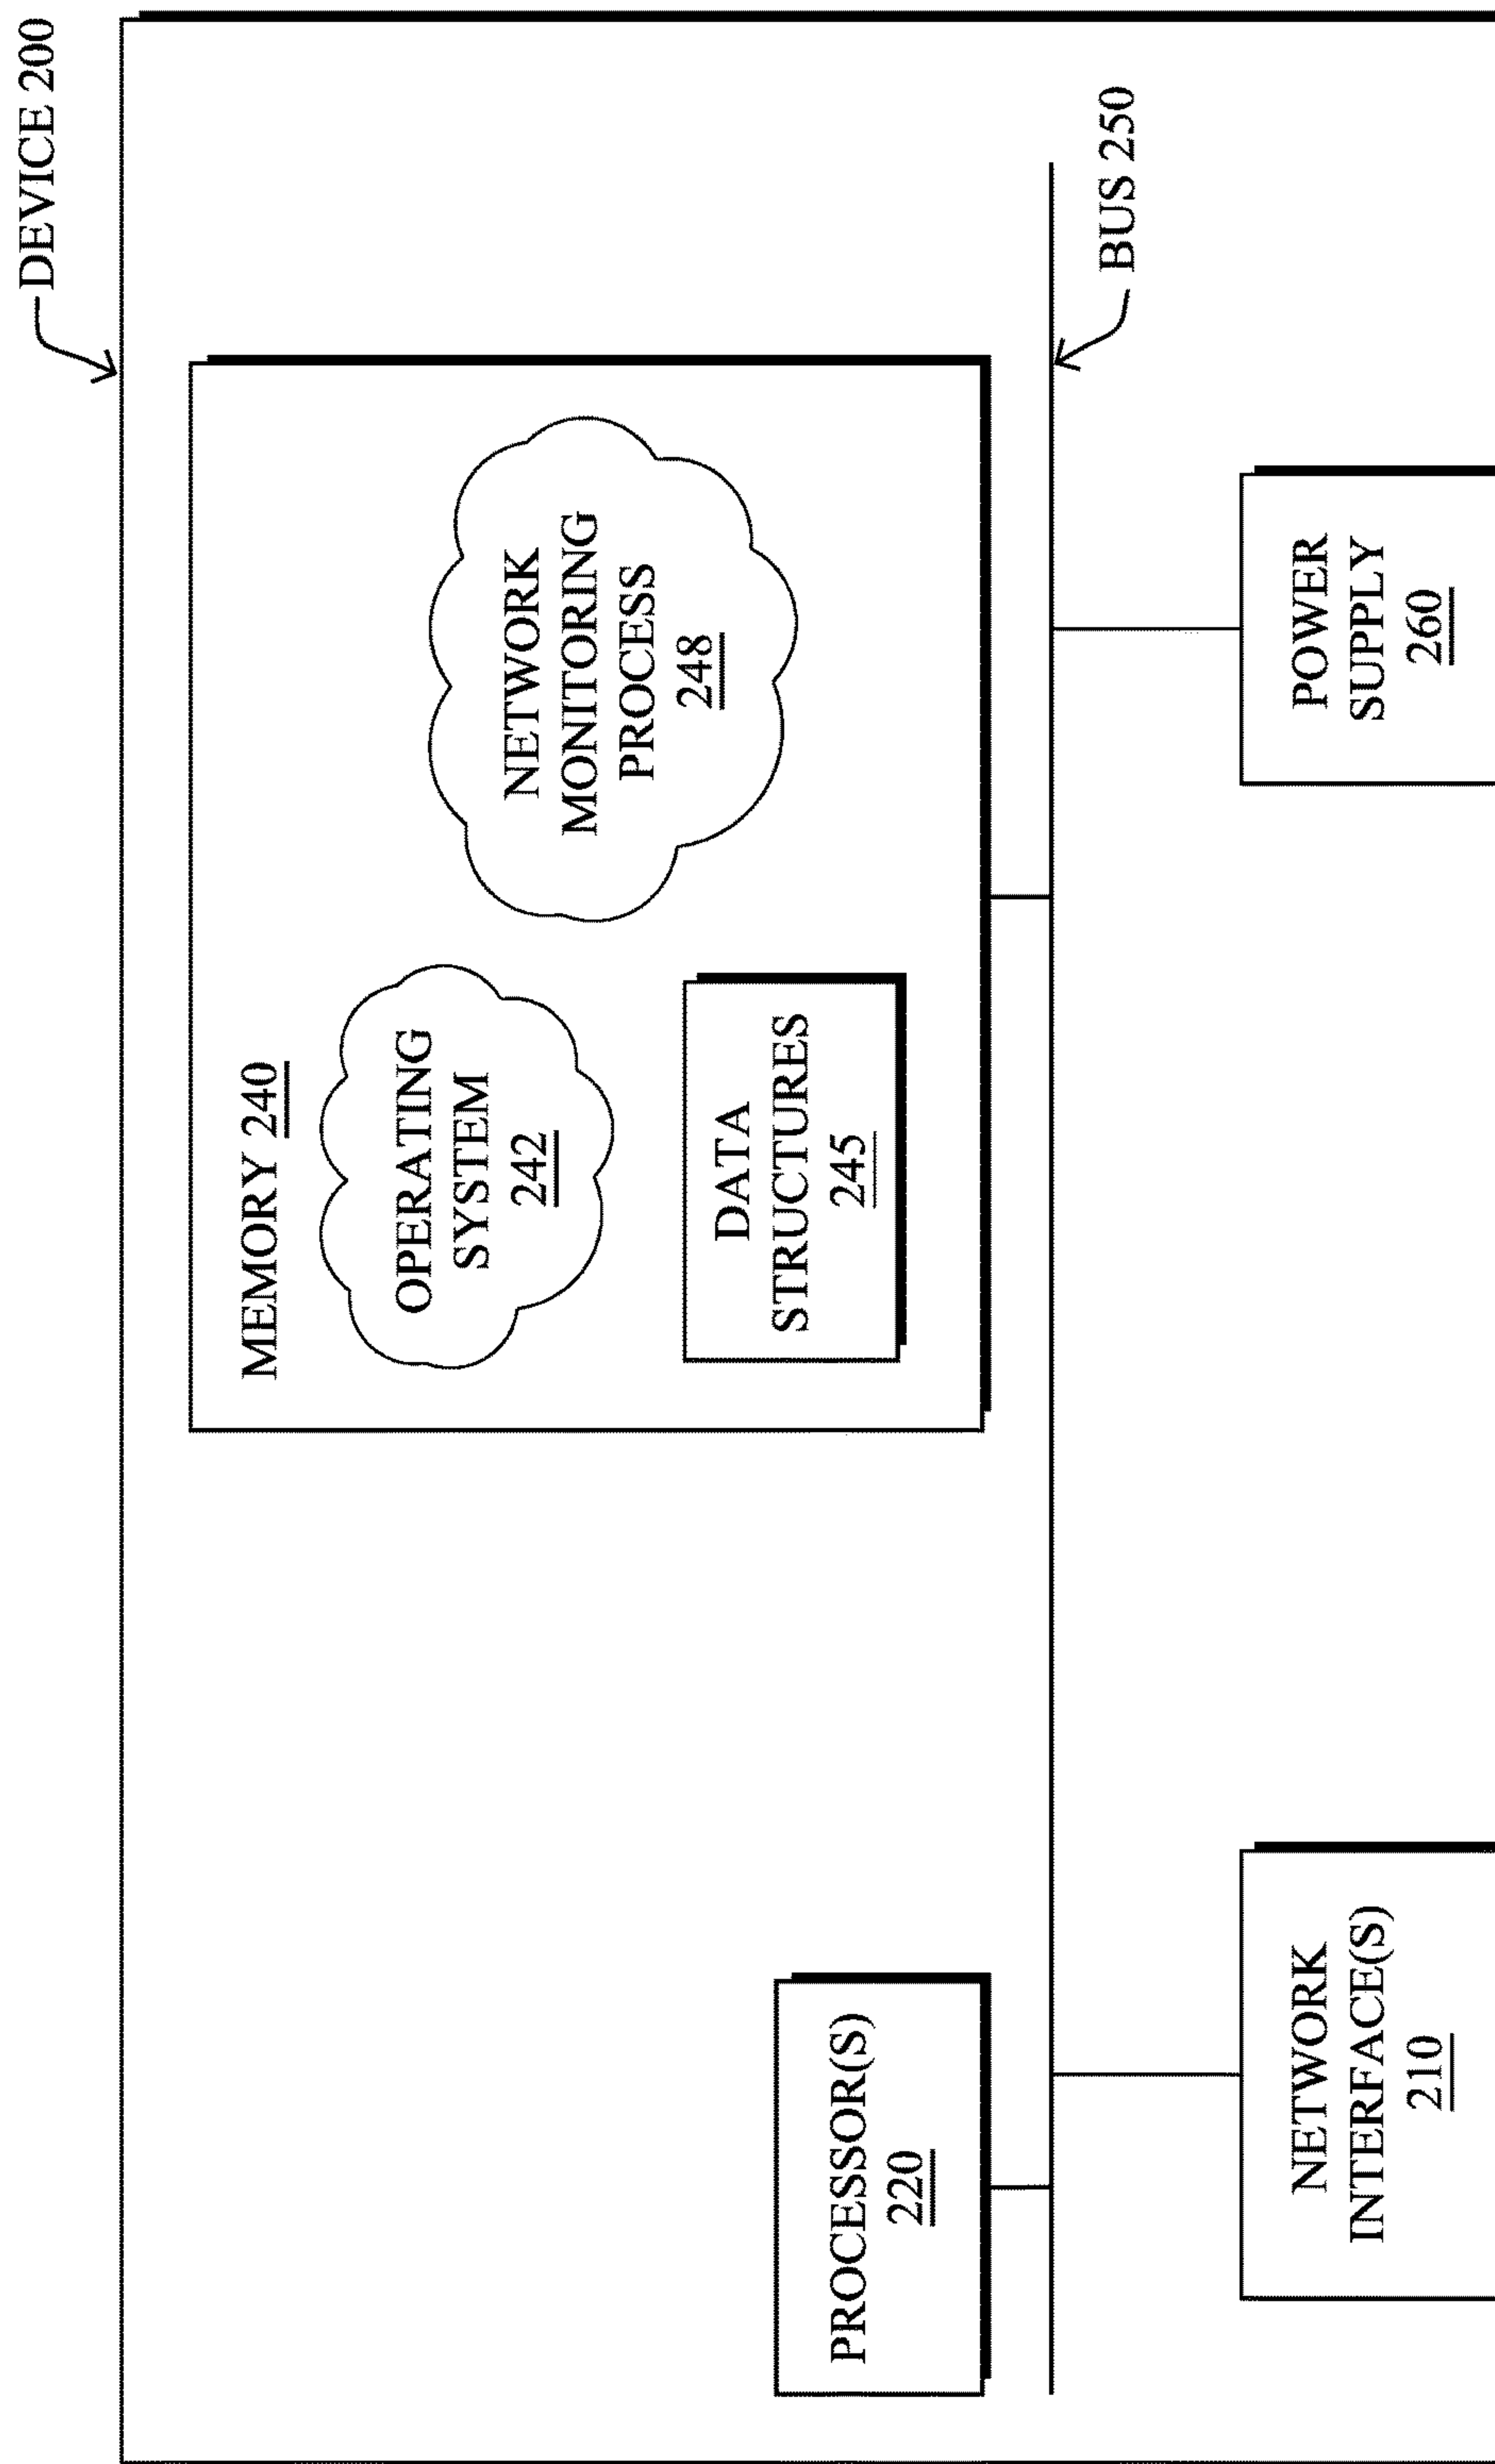 DEVICE 200
MEMORY 240
OPERATING
SYSTEM
242
NETWORK
MONITORING
PROCESS
248
DATA
STRUCTURES
245
PROCESSOR(S)
220
BUS 250
NETWORK
INTERFACE(S)
210
POWER
SUPPLY
260